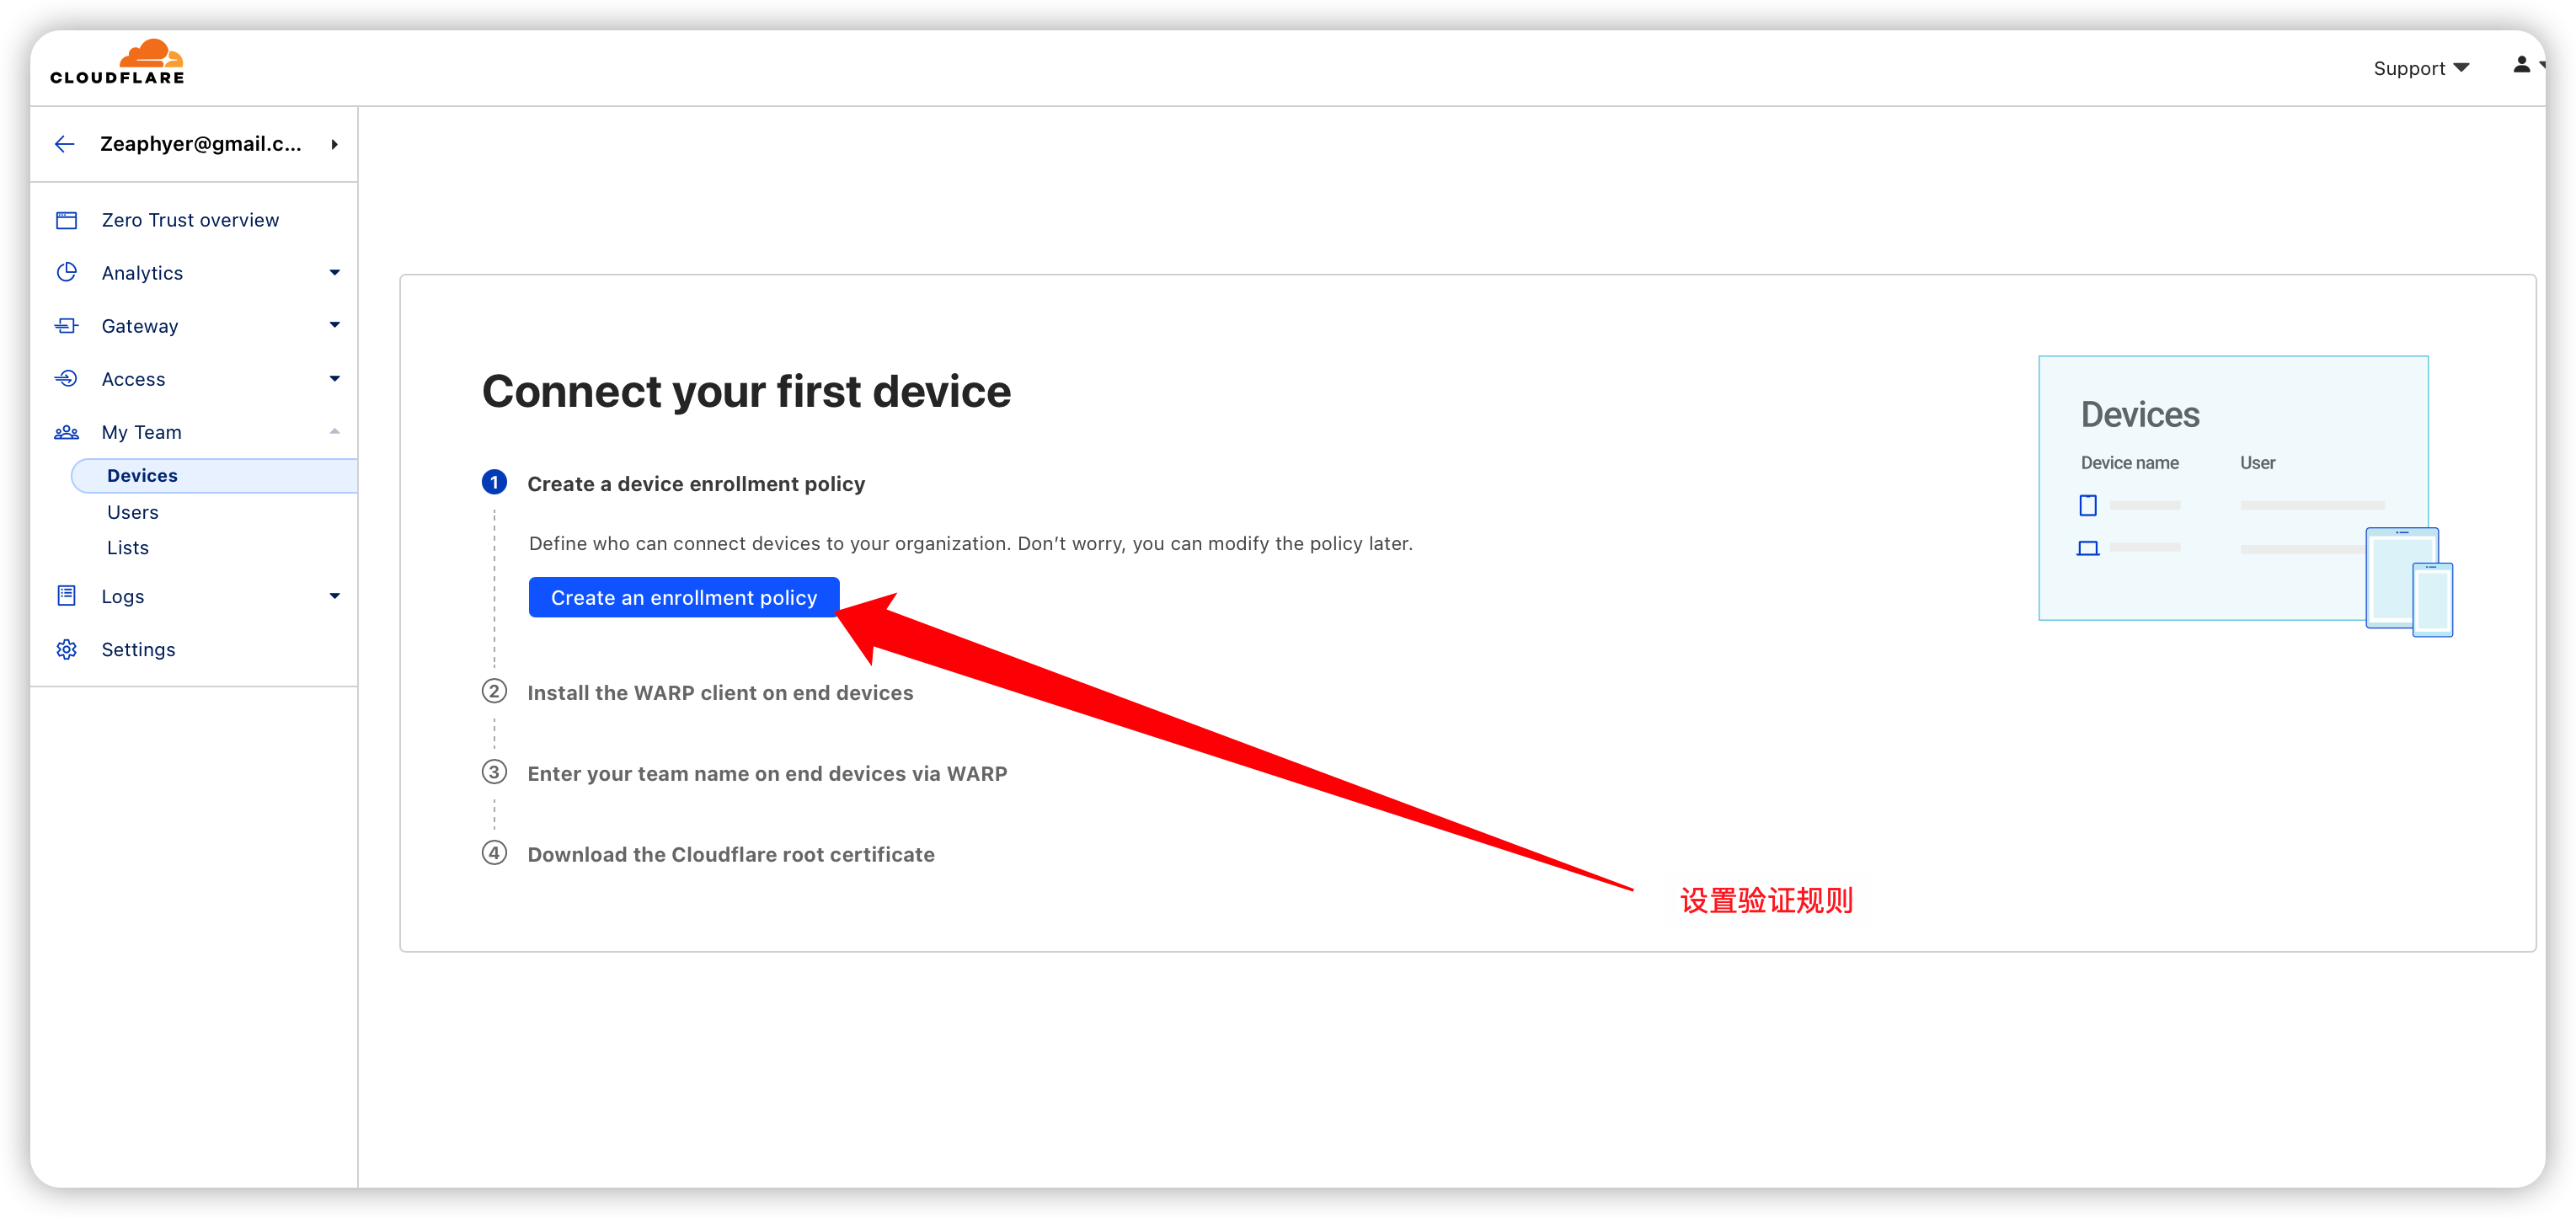 CLOUDFLARE
Support
Zeaphyer@gmail.c...
Zero Trust overview
Analytics
Gateway
Access
My Team
Devices
Users
Lists
Logs
Settings
Connect your first device
1 Create a device enrollment policy
Define who can connect devices to your organization. Don’t worry, you can modify the policy later.
Create an enrollment policy
2 Install the WARP client on end devices
3 Enter your team name on end devices via WARP
4 Download the Cloudflare root certificate
Devices
Device name User
设置验证规则